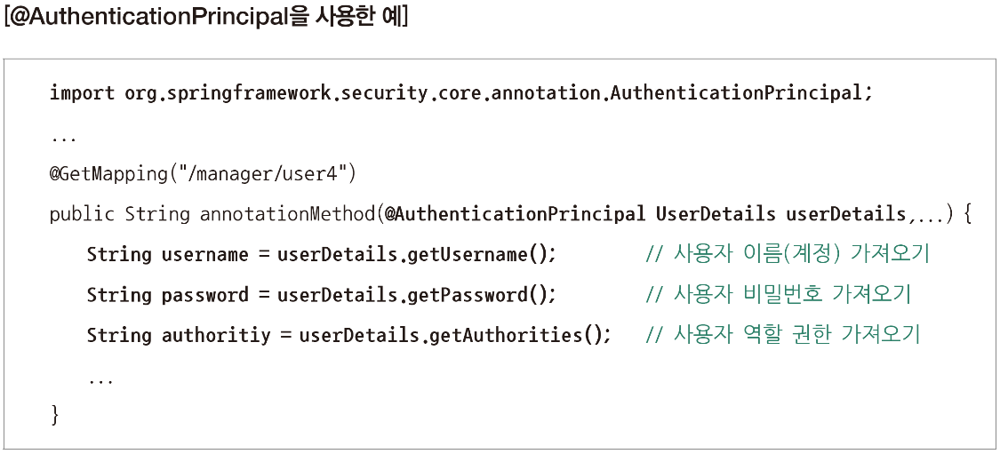 [@AuthenticationPrincipal을 사용한 예]
import org.springframework.security.core.annotation.AuthenticationPrincipal;
...
@GetMapping("/manager/user4")
public String annotationMethod(@AuthenticationPrincipal UserDetails userDetails,...) {
String username = userDetails.getUsername(); // 사용자 이름(계정) 가져오기
String password = userDetails.getPassword(); // 사용자 비밀번호 가져오기
String authoritiy = userDetails.getAuthorities(); // 사용자 역할 권한 가져오기
...
}